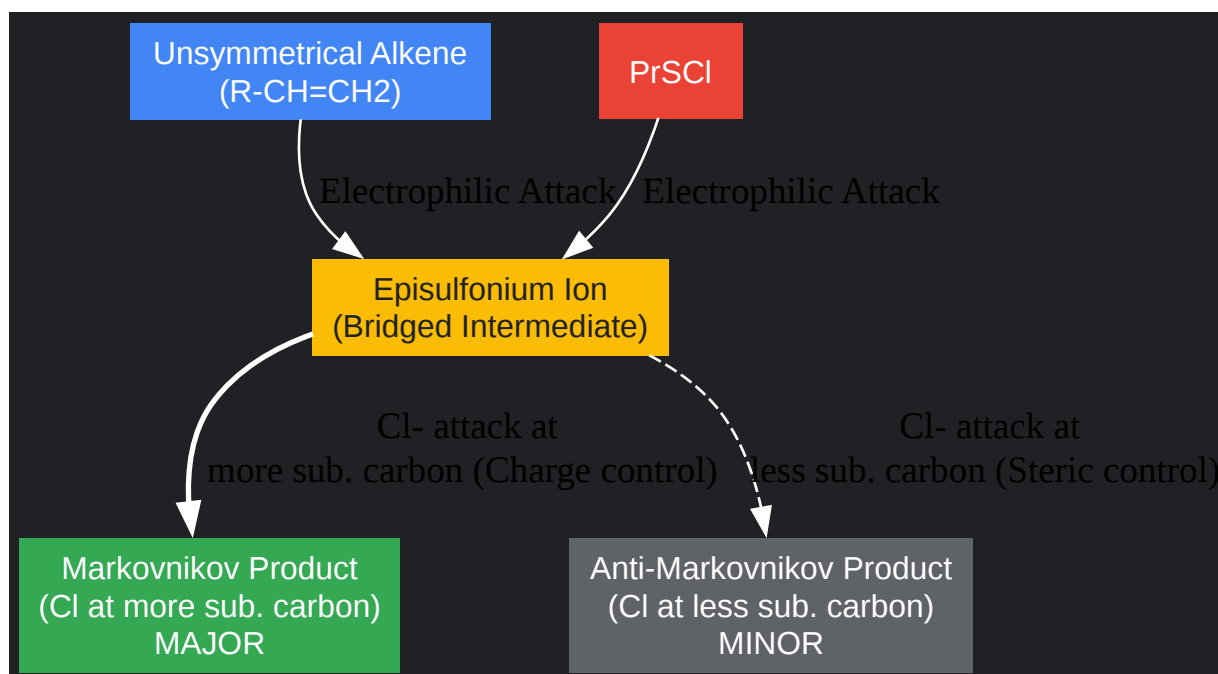 Unsymmetrical Alkene
(R-CH=CH2)
PrSCl
Electrophilic Attack
Electrophilic Attack
Episulfonium Ion
(Bridged Intermediate)
Cl- attack at
more sub. carbon (Charge control)
Cl- attack at
less sub. carbon (Steric control)
Markovnikov Product
(Cl at more sub. carbon)
MAJOR
Anti-Markovnikov Product
(Cl at less sub. carbon)
MINOR